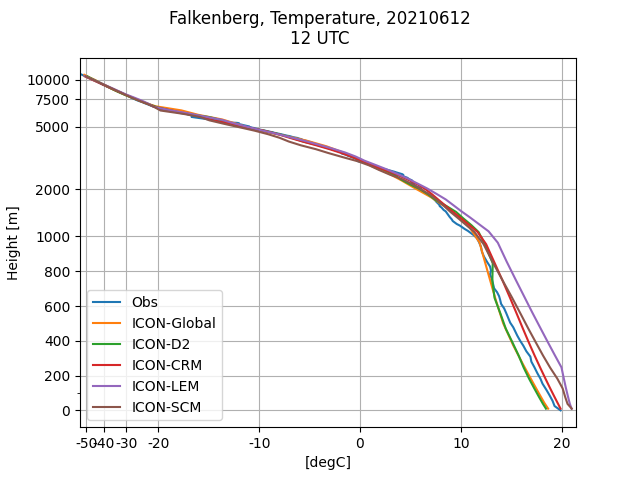 Falkenberg, Temperature, 20210612
12 UTC
Height [m]
10000
7500
5000
2000
1000
800
600
400
200
0
Obs
ICON-Global
ICON-D2
ICON-CRM
ICON-LEM
ICON-SCM
-50 -40 -30 -20 -10 0 10 20
[degC]